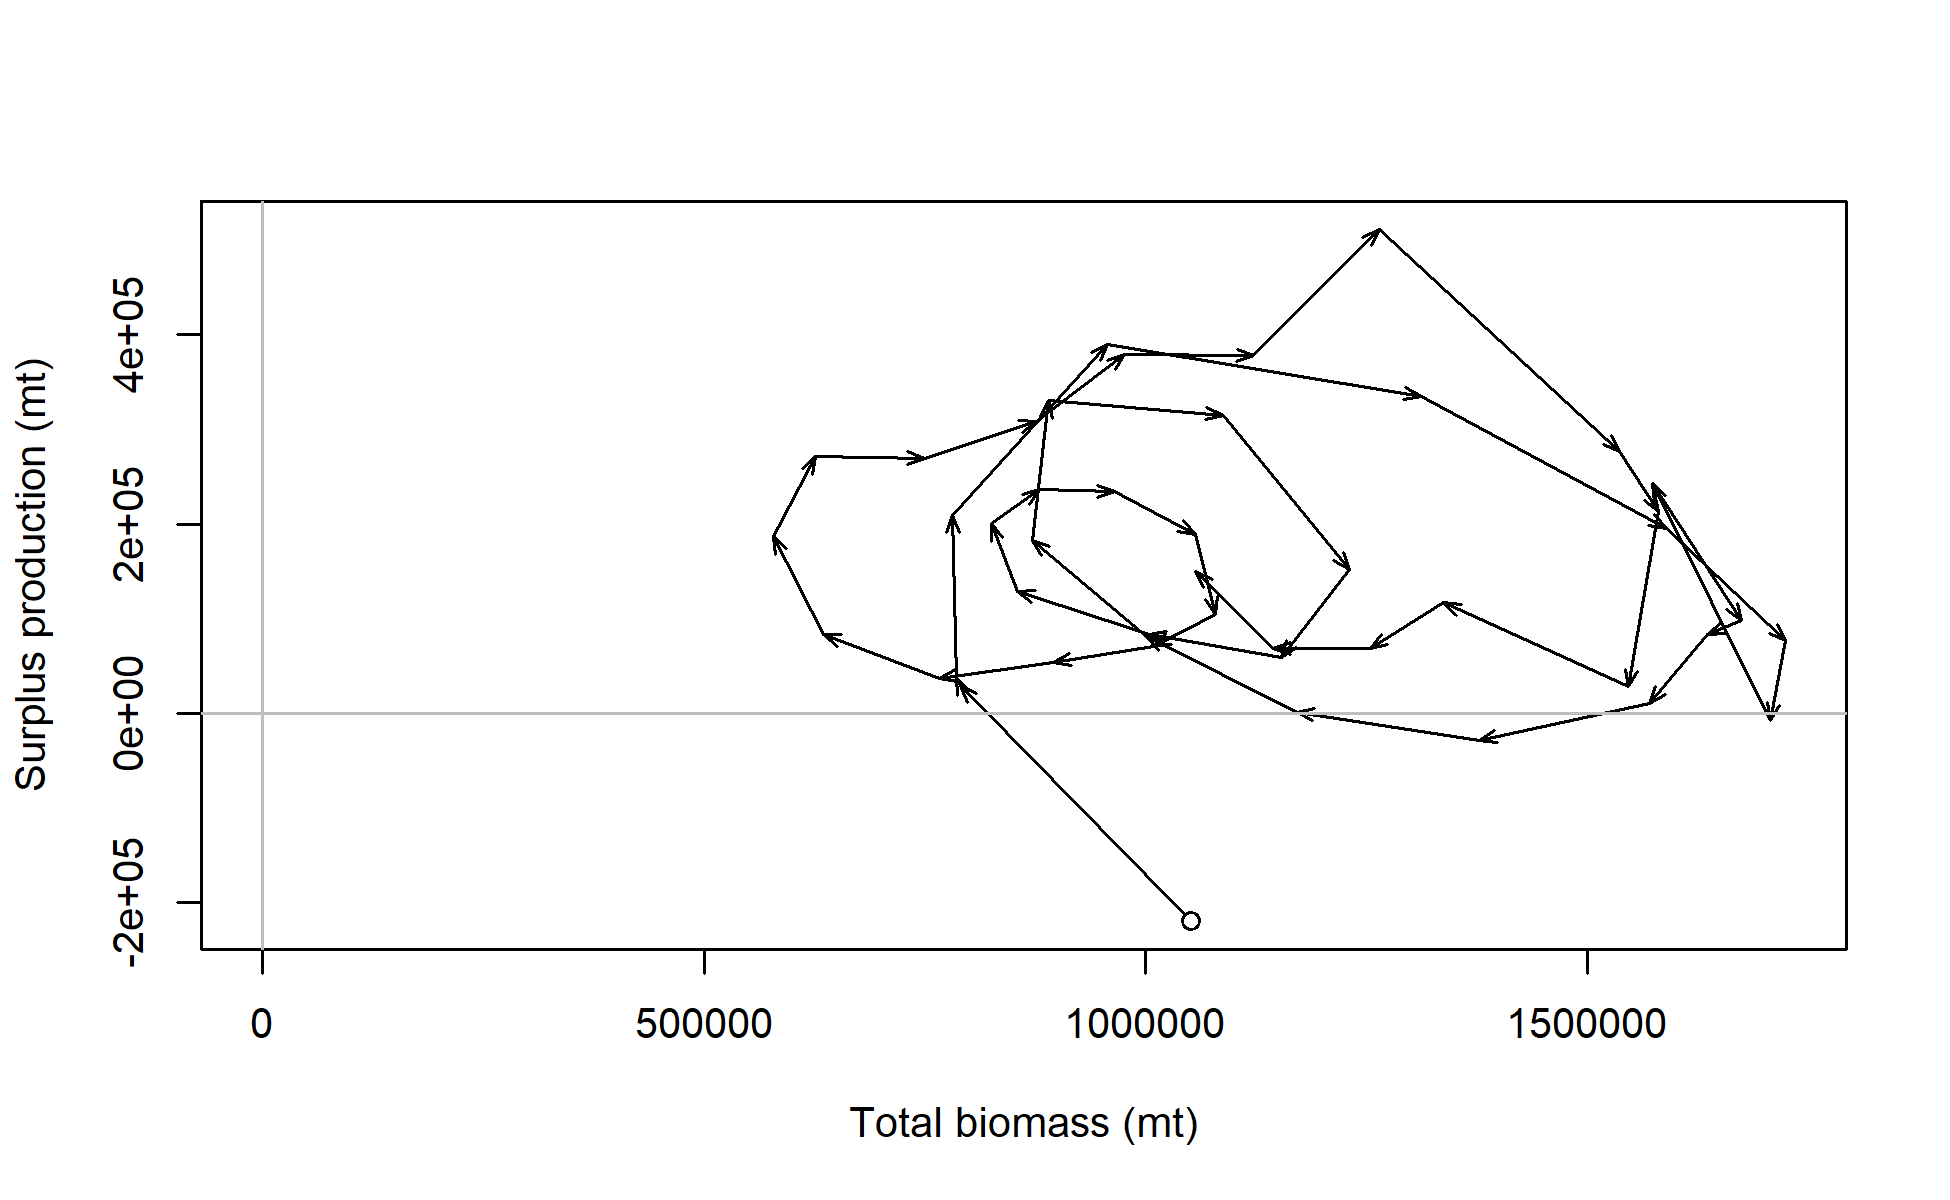 Surplus production (mt)
4e+05
2e+05
0e+00
-2e+05
0 500000 1000000 1500000
Total biomass (mt)